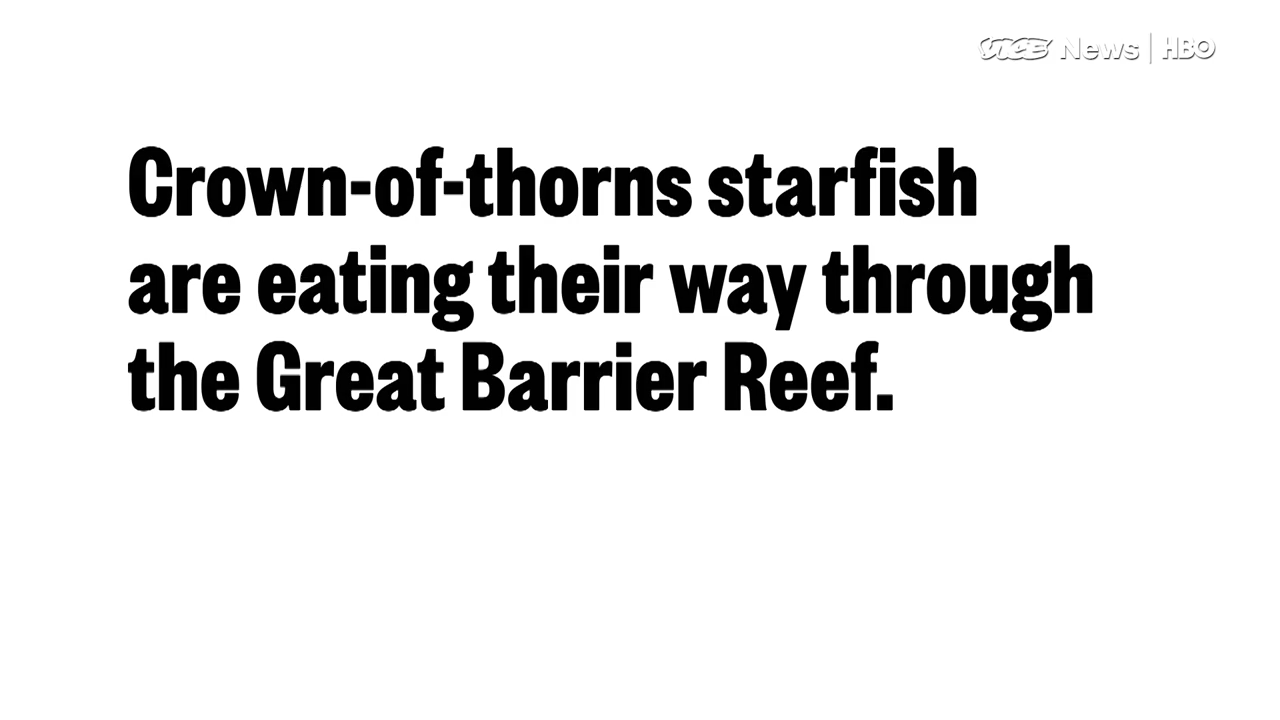 VICE News | HBO
Crown-of-thorns starfish
are eating their way through
the Great Barrier Reef.